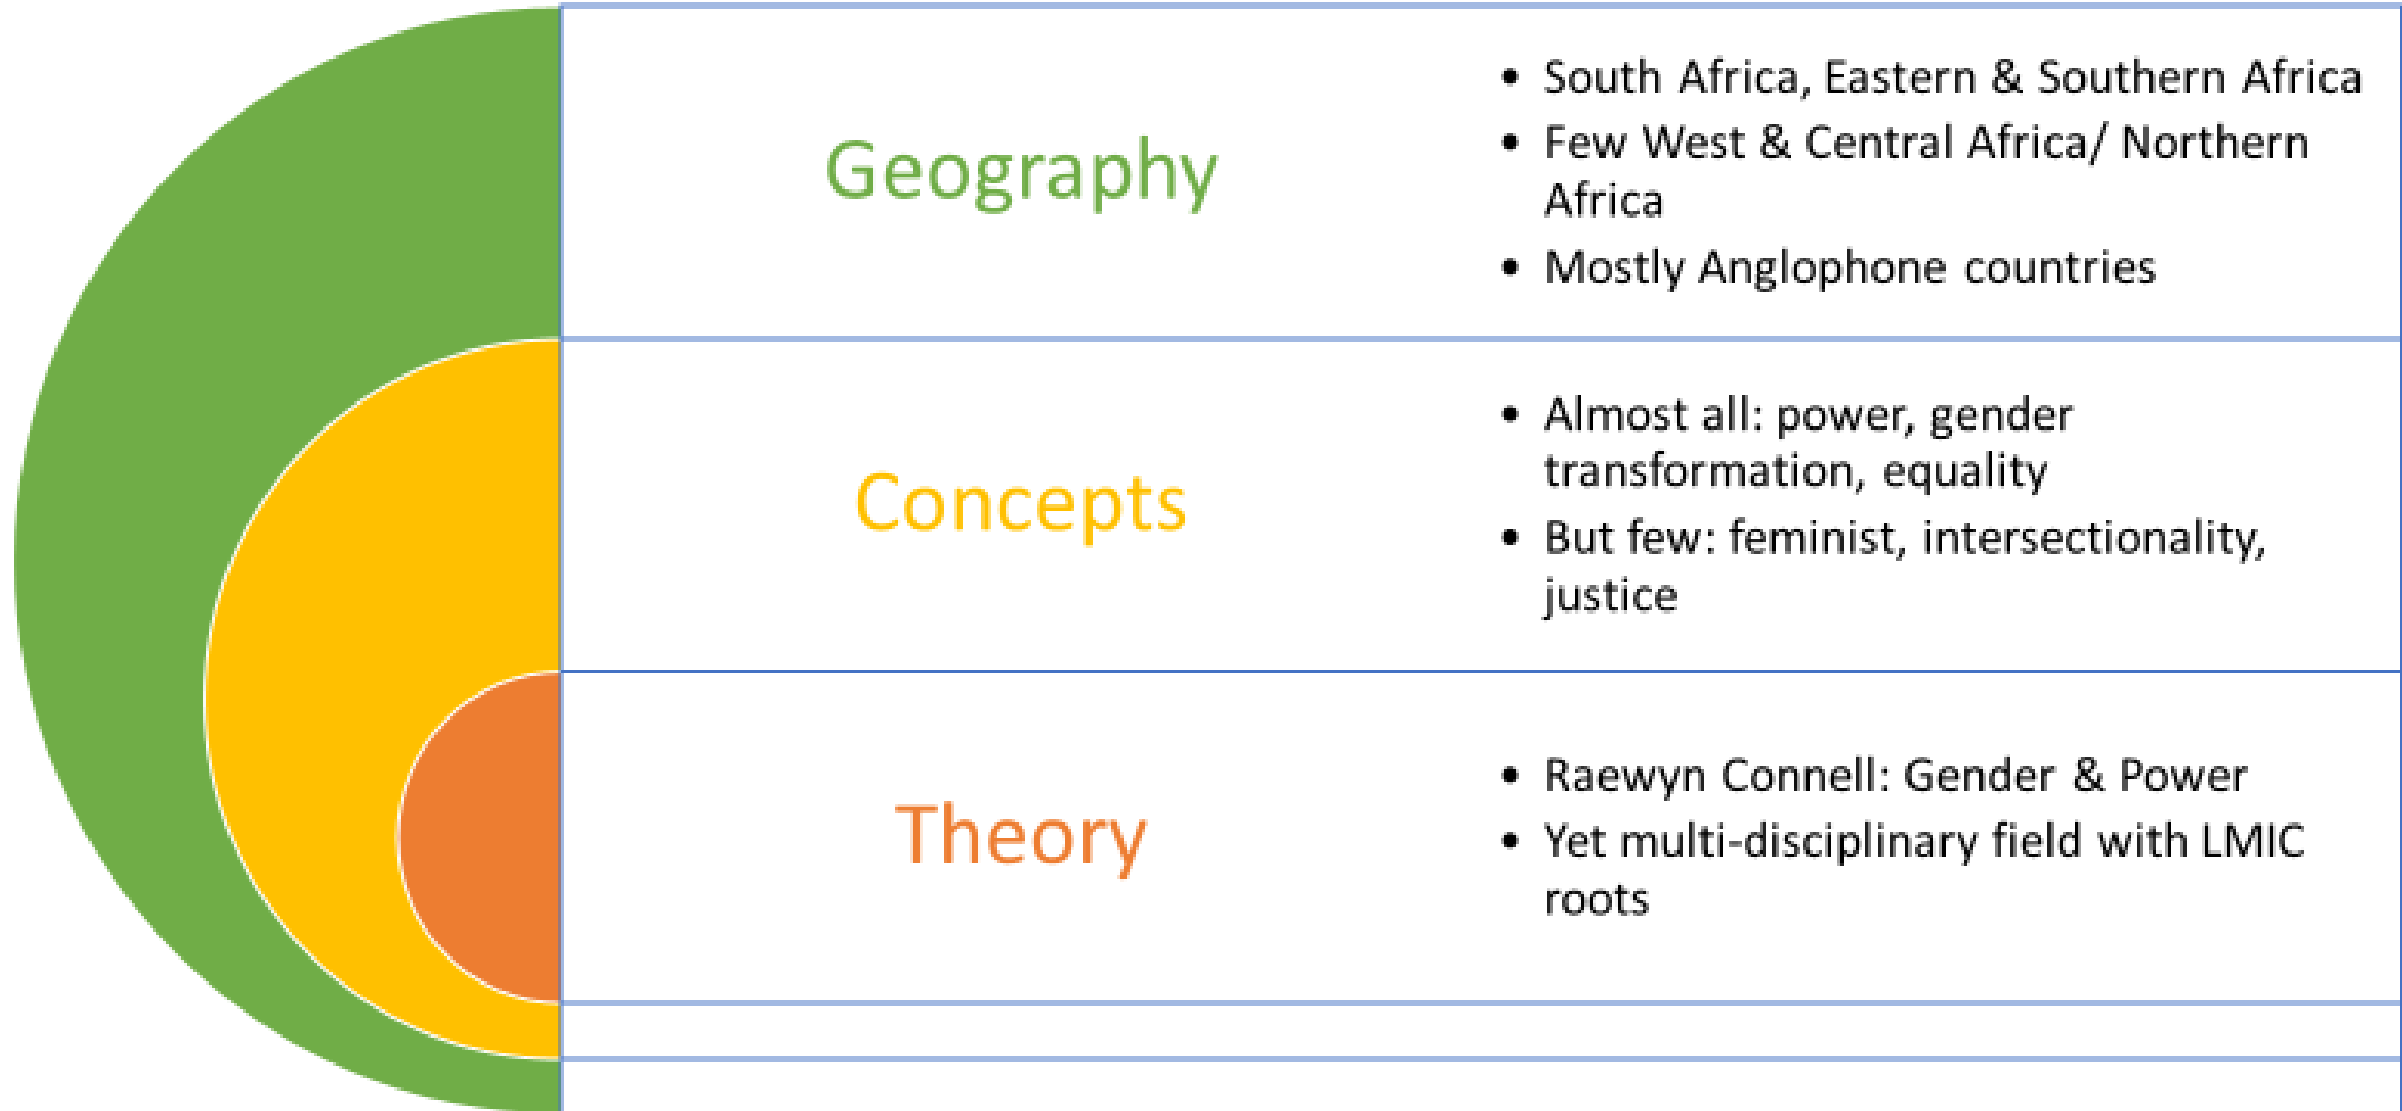 Geography
• South Africa, Eastern & Southern Africa
• Few West & Central Africa/ Northern
Africa
• Mostly Anglophone countries
Concepts
• Almost all: power, gender
transformation, equality
• But few: feminist, intersectionality,
justice
Theory
• Raewyn Connell: Gender & Power
• Yet multi-disciplinary field with LMIC
roots